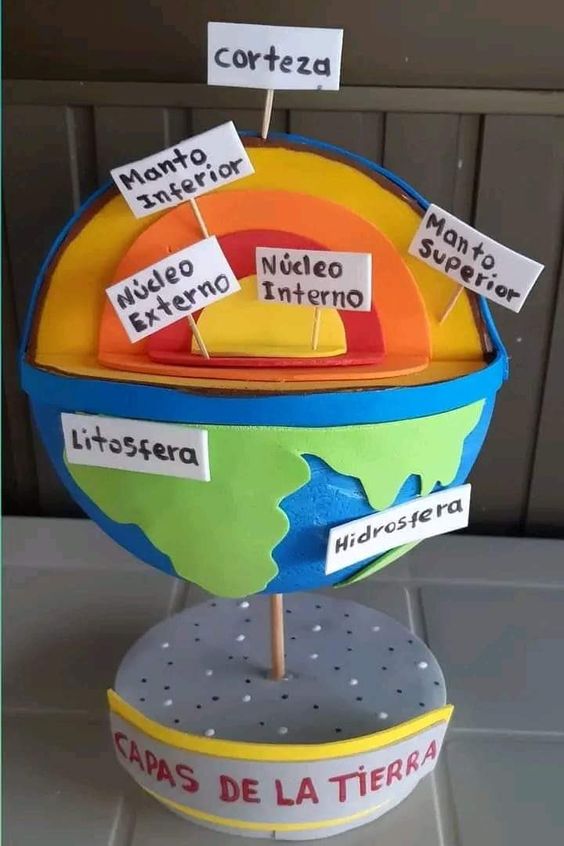 Corteza
Manto
Inferior
Manto
Superior
Núcleo
Externo
Núcleo
Interno
Litosfera
Hidrosfera
CAPAS DE LA TIERRA